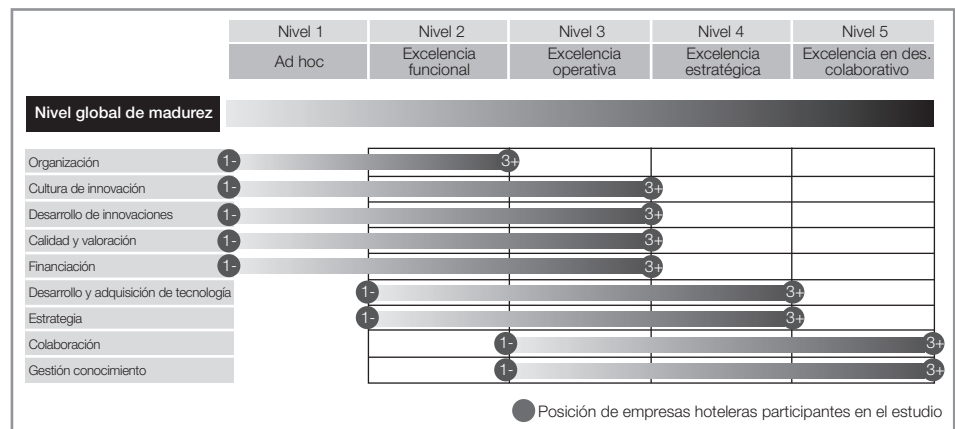 Nivel 1 Nivel 2 Nivel 3 Nivel 4 Nivel 5
Ad hoc Excelencia funcional Excelencia operativa Excelencia estratégica Excelencia en des. colaborativo
Nivel global de madurez
Organización 1- 3+
Cultura de innovación 1- 3+
Desarrollo de innovaciones 1- 3+
Calidad y valoración 1- 3+
Financiación 1- 3+
Desarrollo y adquisición de tecnología 1- 3+
Estrategia 1- 3+
Colaboración 1- 3+
Gestión conocimiento 1- 3+
Posición de empresas hoteleras participantes en el estudio